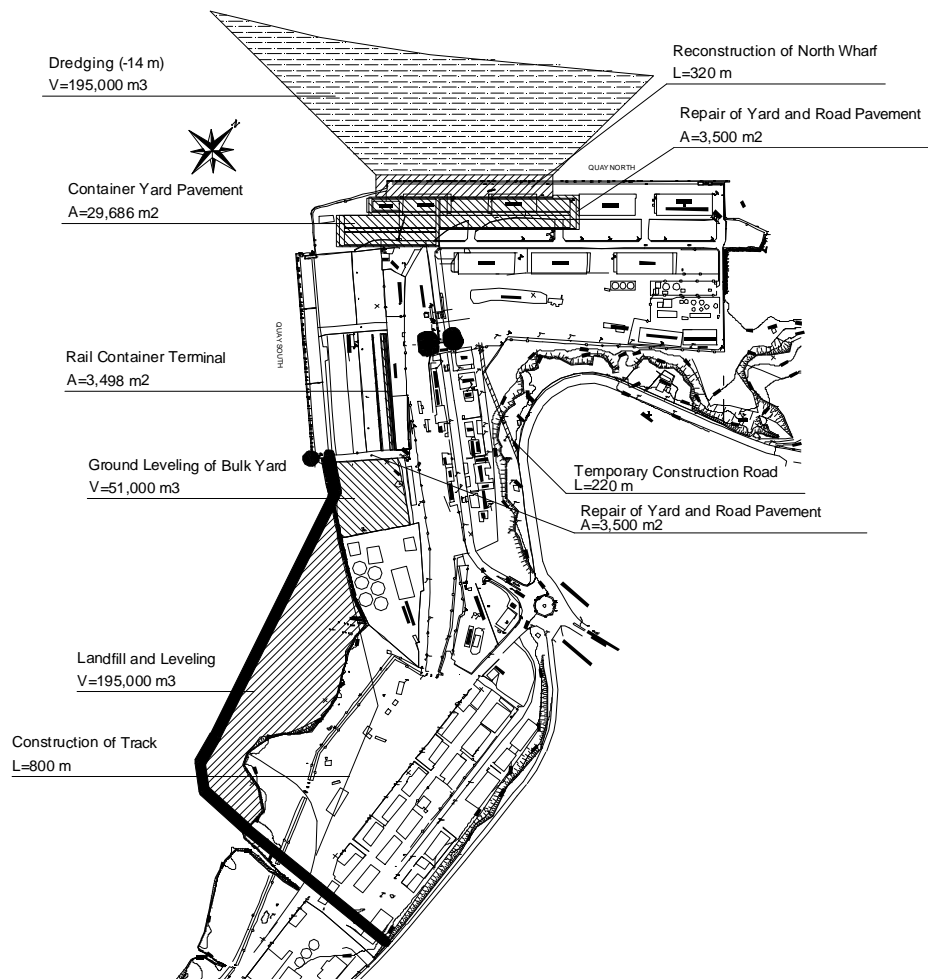 Dredging (-14 m)
V=195,000 m3
Reconstruction of North Wharf
L=320 m
Repair of Yard and Road Pavement
A=3,500 m2
N
QUAY NORTH
Container Yard Pavement
A=29,686 m2
QUAY SOUTH
Rail Container Terminal
A=3,498 m2
Ground Leveling of Bulk Yard
V=51,000 m3
Temporary Construction Road
L=220 m
Repair of Yard and Road Pavement
A=3,500 m2
Landfill and Leveling
V=195,000 m3
Construction of Track
L=800 m